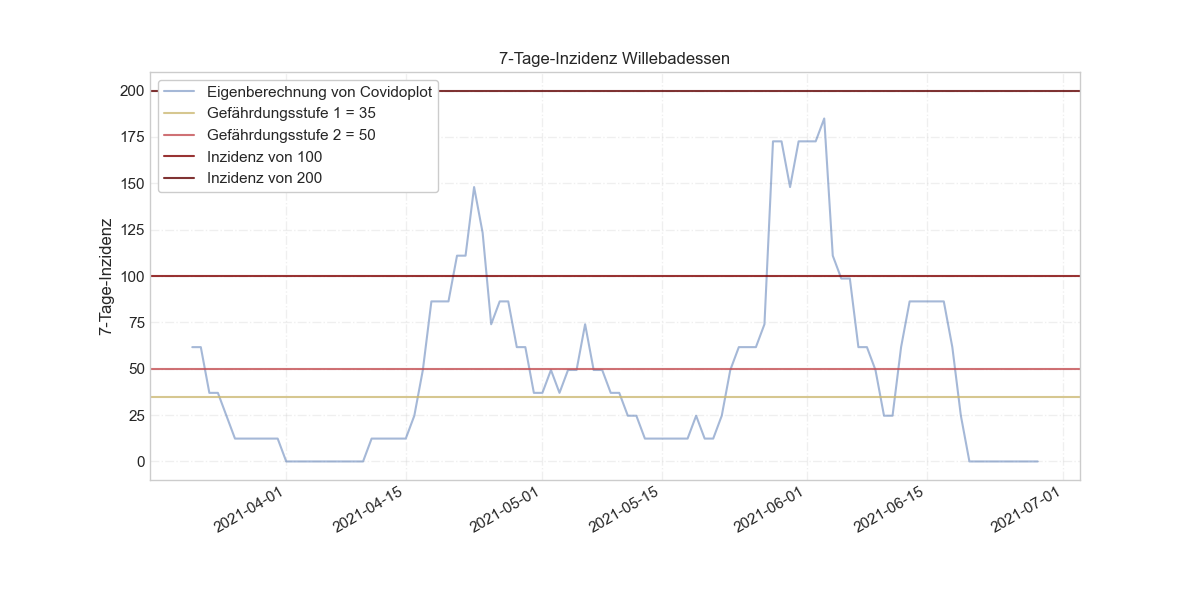 7-Tage-Inzidenz Willebadessen
Eigenberechnung von Covidoplot
Gefährdungsstufe 1 = 35
Gefährdungsstufe 2 = 50
Inzidenz von 100
Inzidenz von 200
7-Tage-Inzidenz
200
175
150
125
100
75
50
25
0
2021-04-01
2021-04-15
2021-05-01
2021-05-15
2021-06-01
2021-06-15
2021-07-01